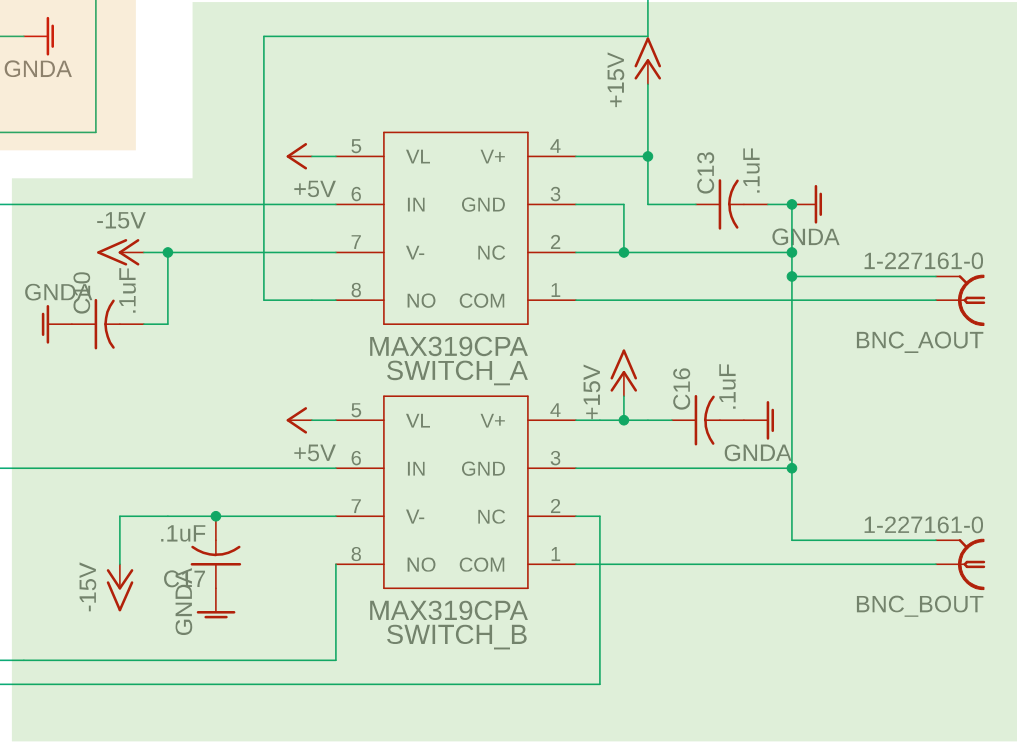 GNDA
+15V
5 VL V+ 4
+5V
6 IN GND 3
C13
.1uF
GNDA
-15V
7 V- NC 2
1-227161-0
GNDA
C10
.1uF
8 NO COM 1
BNC_AOUT
MAX319CPA
SWITCH_A
+15V
C16
.1uF
5 VL V+ 4
+5V
GNDA
6 IN GND 3
7 V- NC 2
1-227161-0
.1uF
C17
GNDA
-15V
8 NO COM 1
BNC_BOUT
MAX319CPA
SWITCH_B